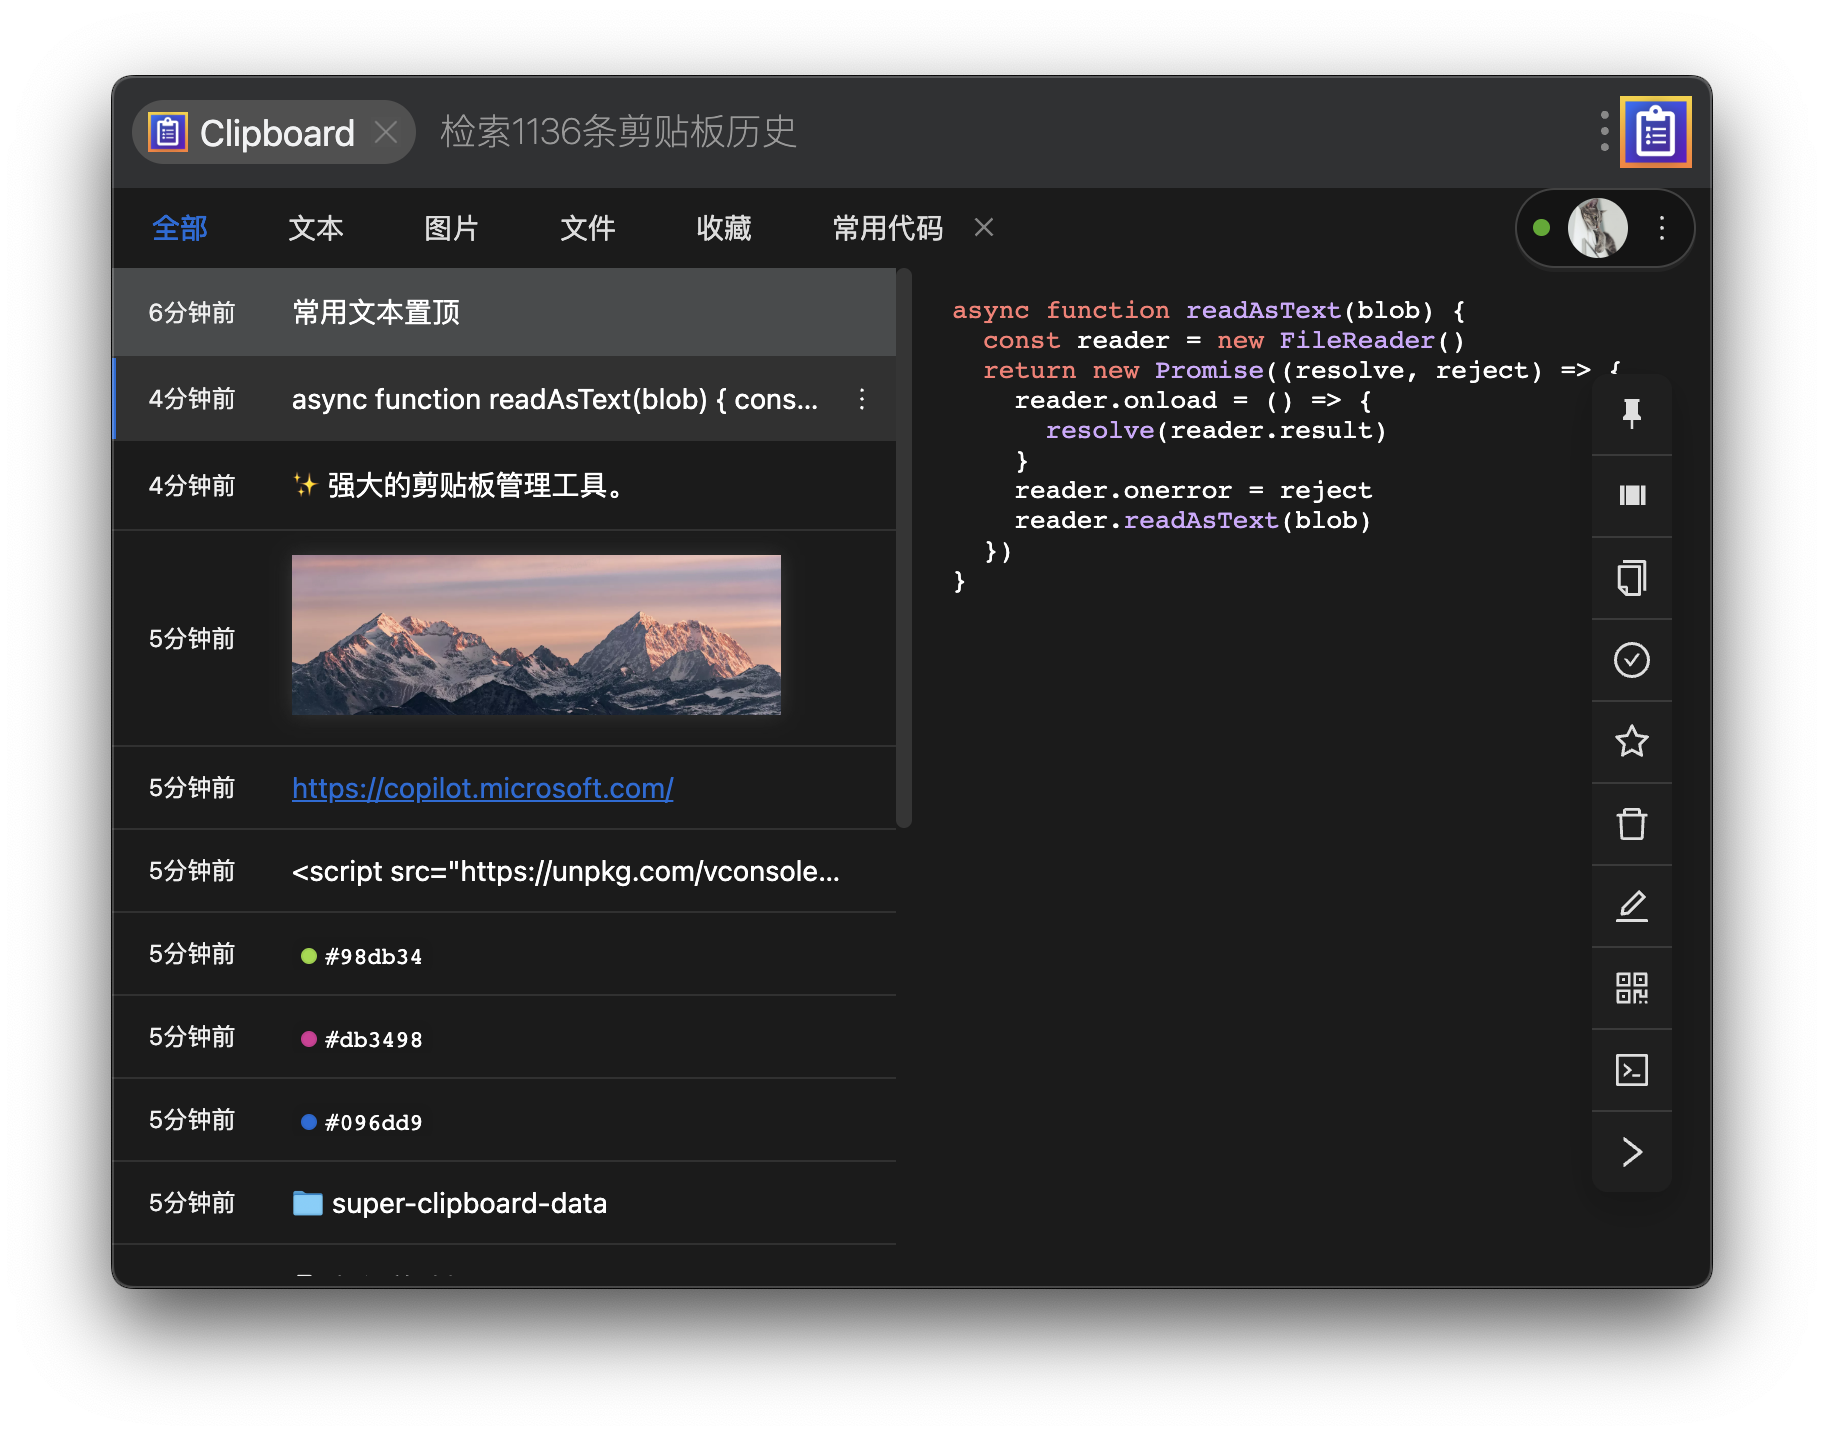 Clipboard
检索1136条剪贴板历史
全部 文本 图片 文件 收藏 常用代码
6分钟前 常用文本置顶
4分钟前 async function readAsText(blob) { cons...
4分钟前 ✨ 强大的剪贴板管理工具。
5分钟前
5分钟前 https://copilot.microsoft.com/
5分钟前 <script src="https://unpkg.com/vconsole...
5分钟前 #98db34
5分钟前 #db3498
5分钟前 #096dd9
5分钟前 super-clipboard-data
async function readAsText(blob) {
const reader = new FileReader()
return new Promise((resolve, reject) => {
reader.onload = () => {
resolve(reader.result)
}
reader.onerror = reject
reader.readAsText(blob)
})
}